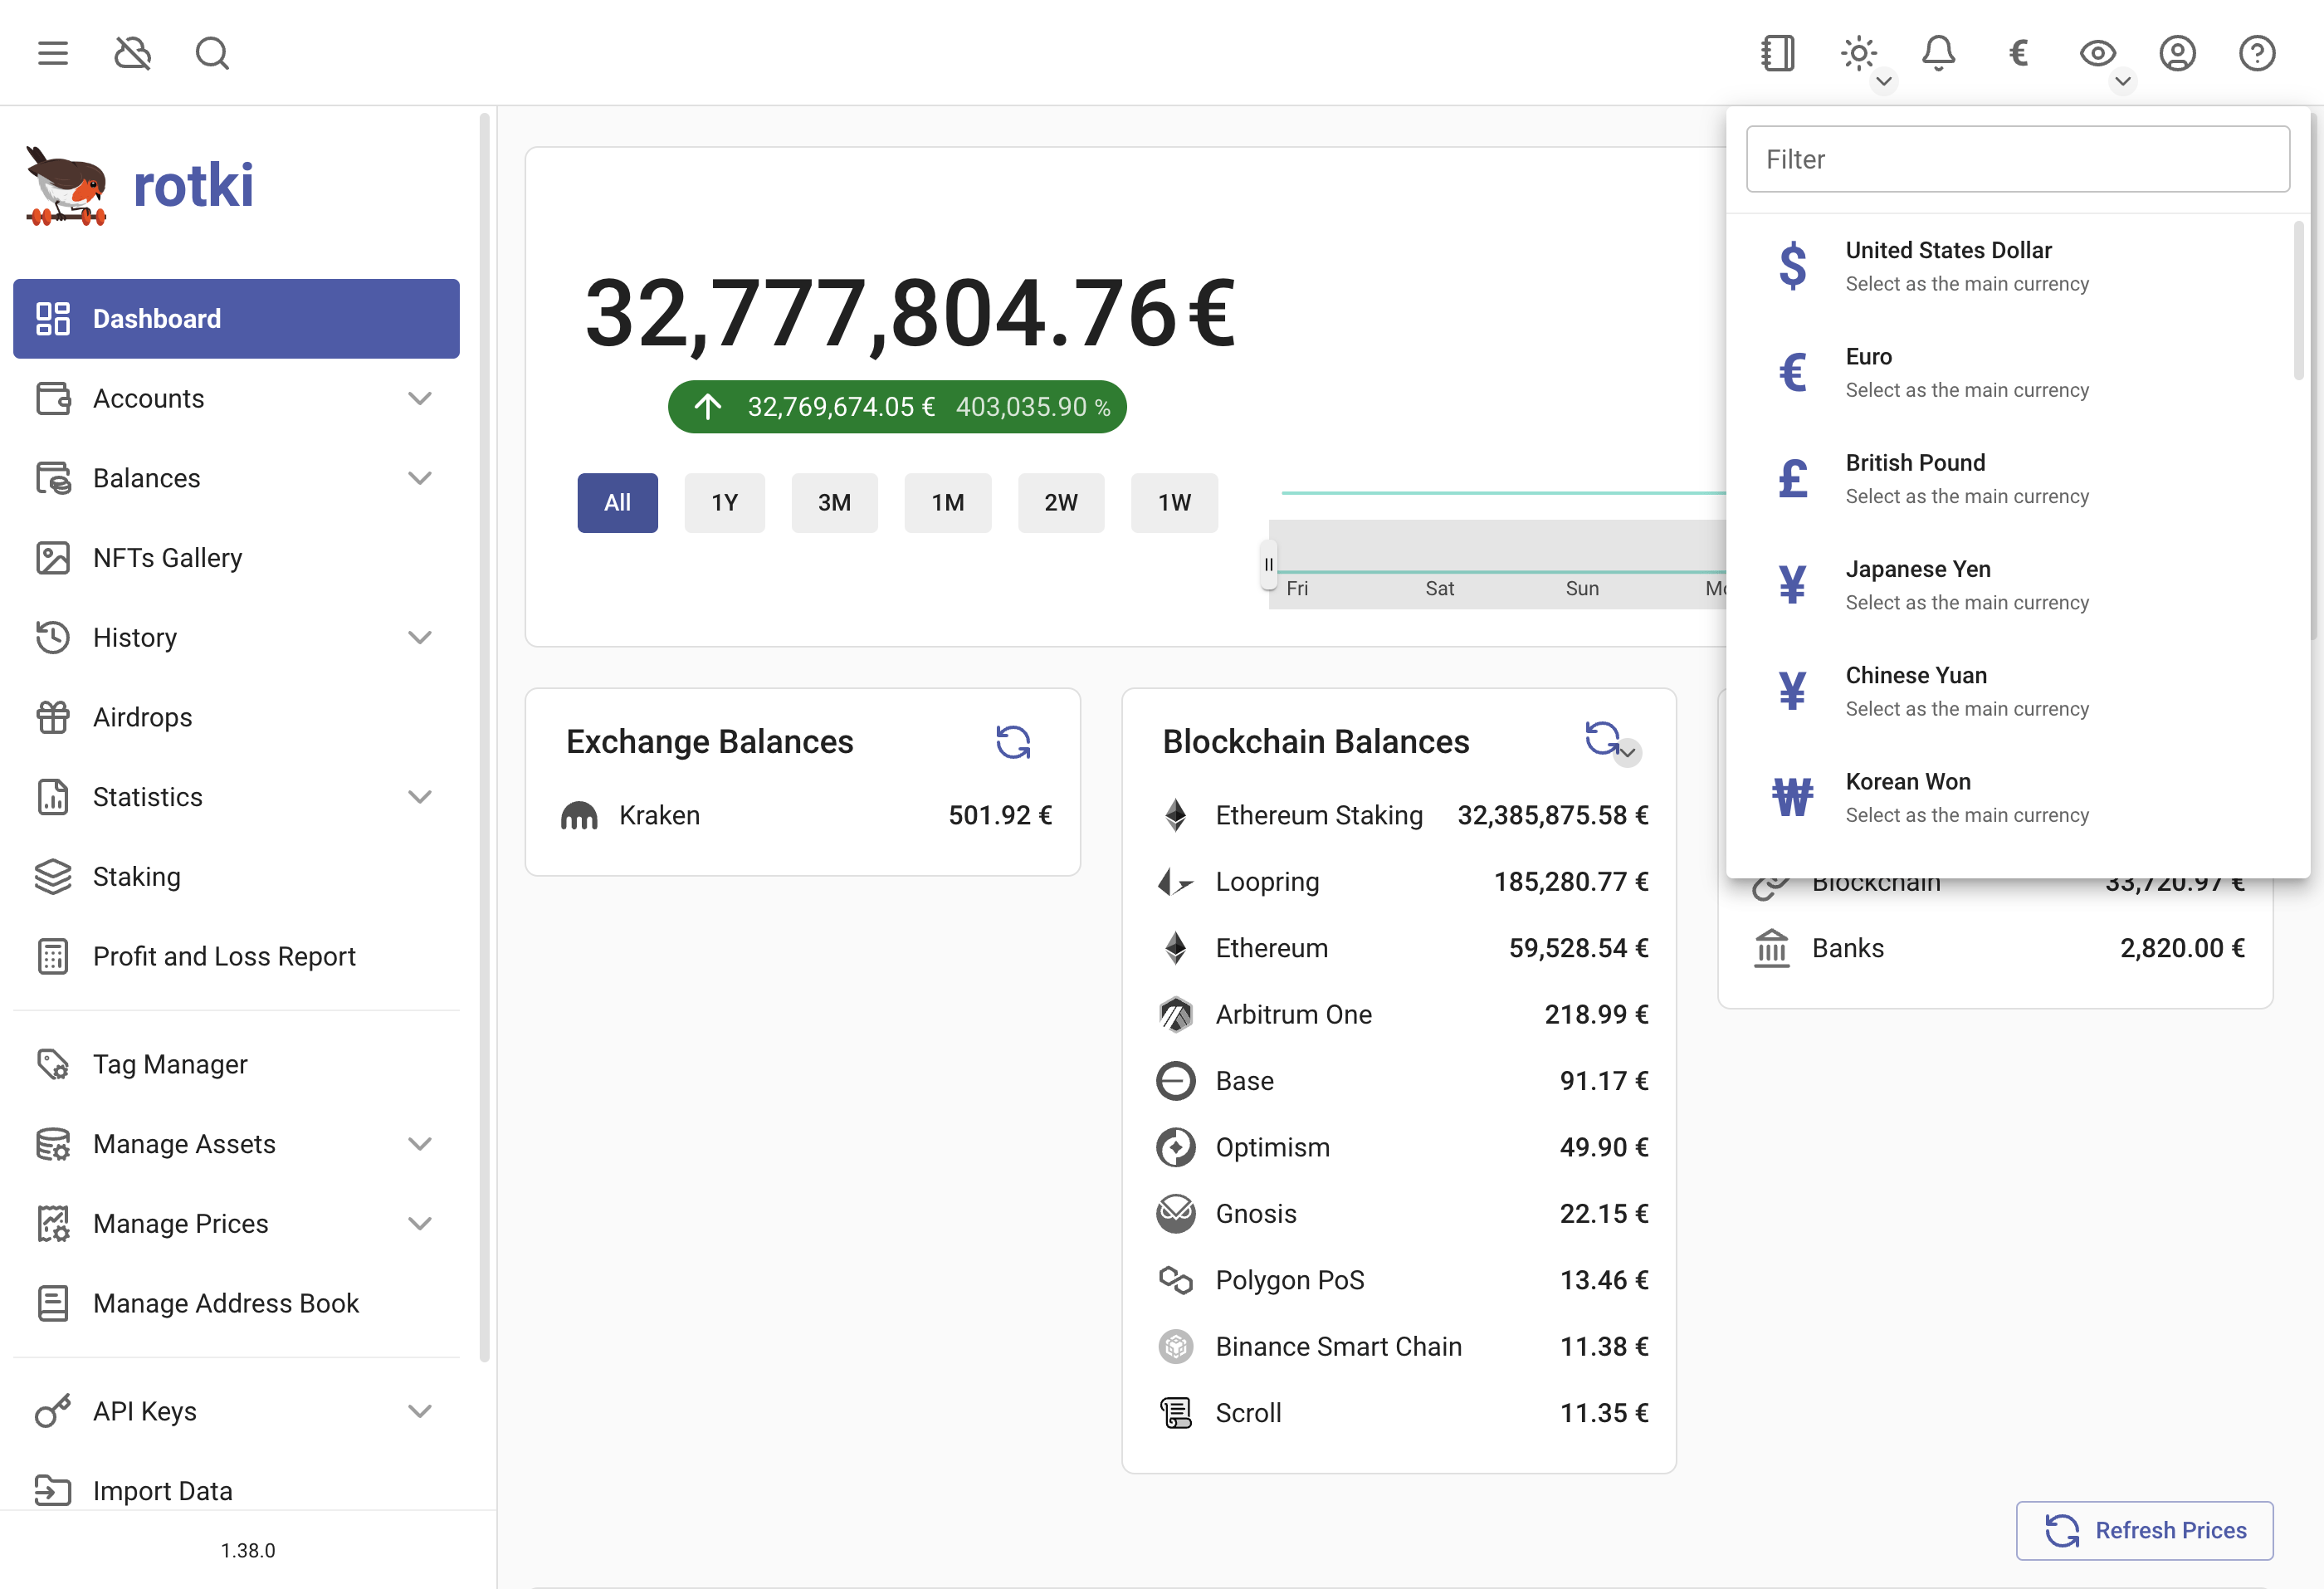 €
rotki
Dashboard
Accounts
Balances
NFTs Gallery
History
Airdrops
Statistics
Staking
Profit and Loss Report
Tag Manager
Manage Assets
Manage Prices
Manage Address Book
API Keys
Import Data
1.38.0
32,777,804.76 €
32,769,674.05 € 403,035.90 %
All 1Y 3M 1M 2W 1W
Fri Sat Sun
Exchange Balances
Kraken 501.92 €
Blockchain Balances
Ethereum Staking 32,385,875.58 €
Loopring 185,280.77 €
Ethereum 59,528.54 €
Arbitrum One 218.99 €
Base 91.17 €
Optimism 49.90 €
Gnosis 22.15 €
Polygon PoS 13.46 €
Binance Smart Chain 11.38 €
Scroll 11.35 €
Filter
$ United States Dollar
Select as the main currency
€ Euro
Select as the main currency
£ British Pound
Select as the main currency
¥ Japanese Yen
Select as the main currency
¥ Chinese Yuan
Select as the main currency
₩ Korean Won
Select as the main currency
Blockchain 33,720.97 €
Banks 2,820.00 €
Refresh Prices